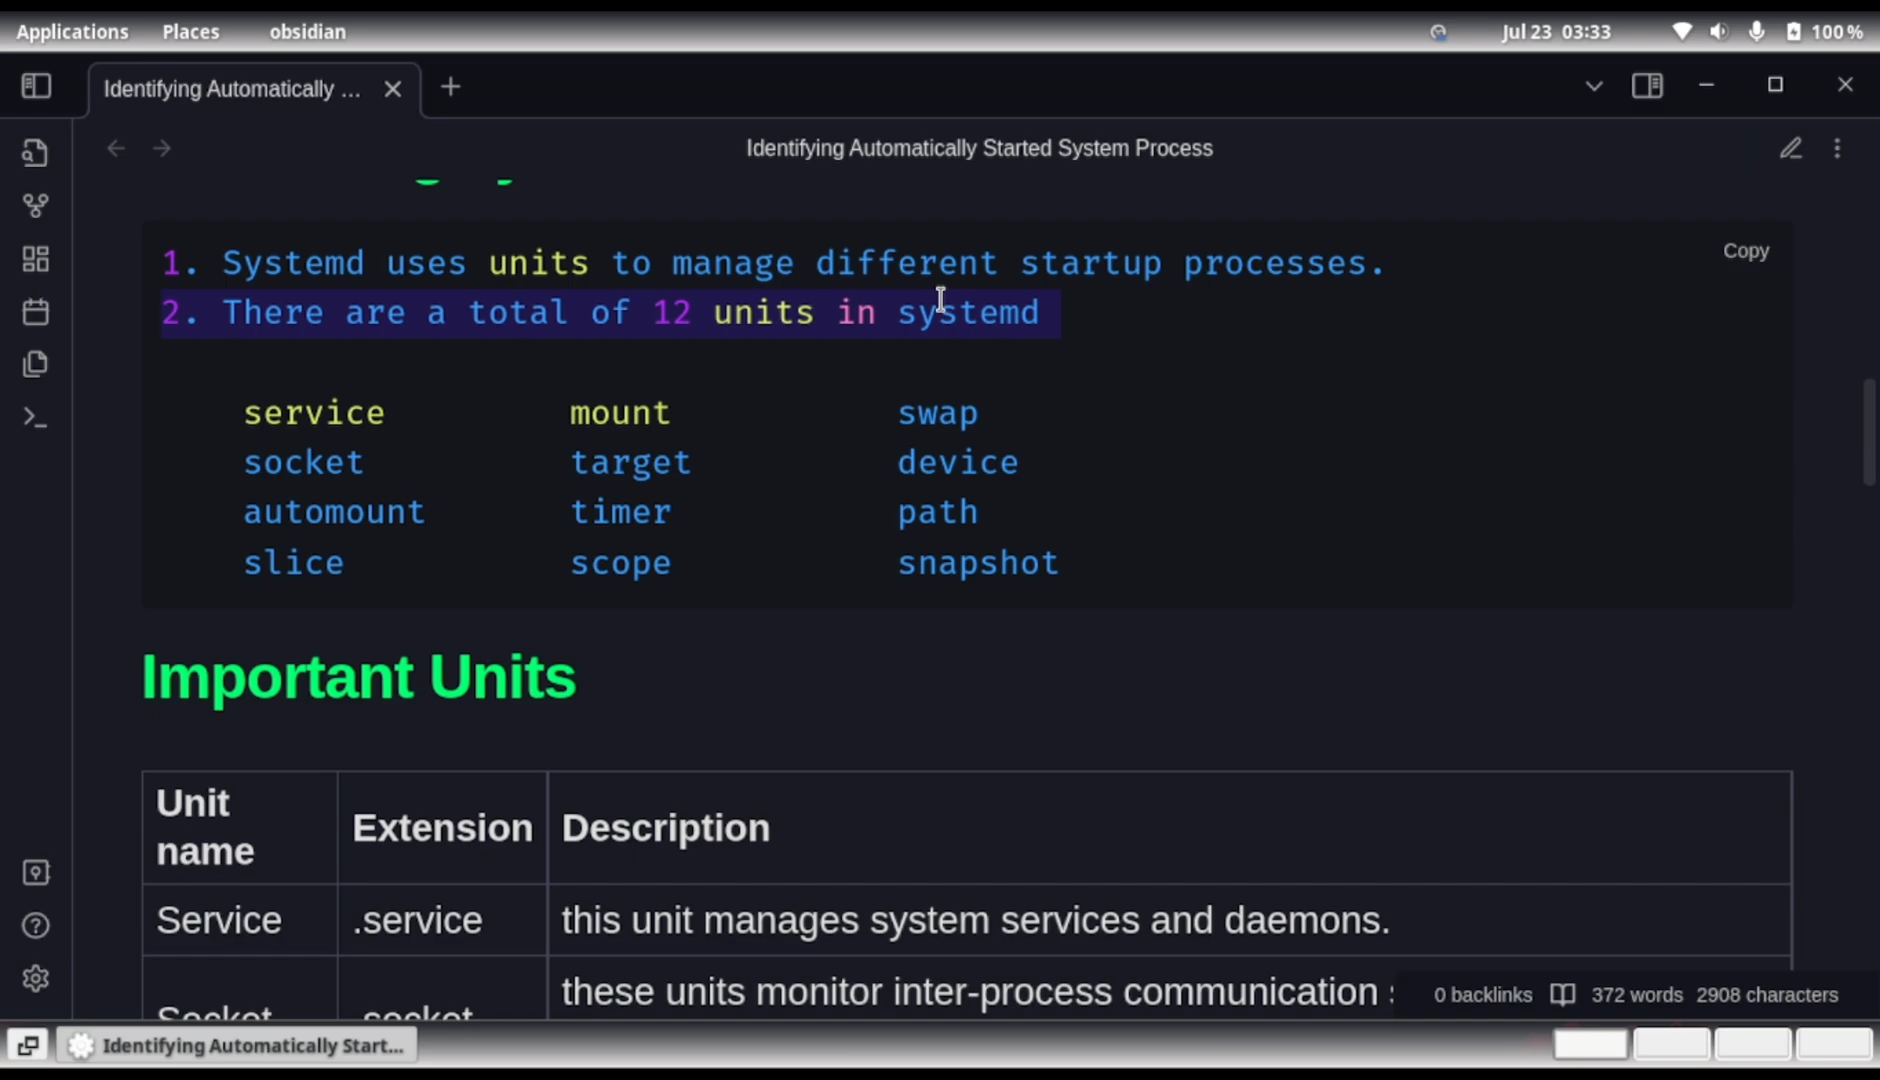 Applications Places obsidian Jul 23 03:33 100 %
Identifying Automatically ...
Identifying Automatically Started System Process
Copy
1. Systemd uses units to manage different startup processes.
2. There are a total of 12 units in systemd
service mount swap
socket target device
automount timer path
slice scope snapshot
Important Units
Unit name Extension Description
Service .service this unit manages system services and daemons.
Socket .socket these units monitor inter-process communication
0 backlinks 372 words 2908 characters
Identifying Automatically Start...